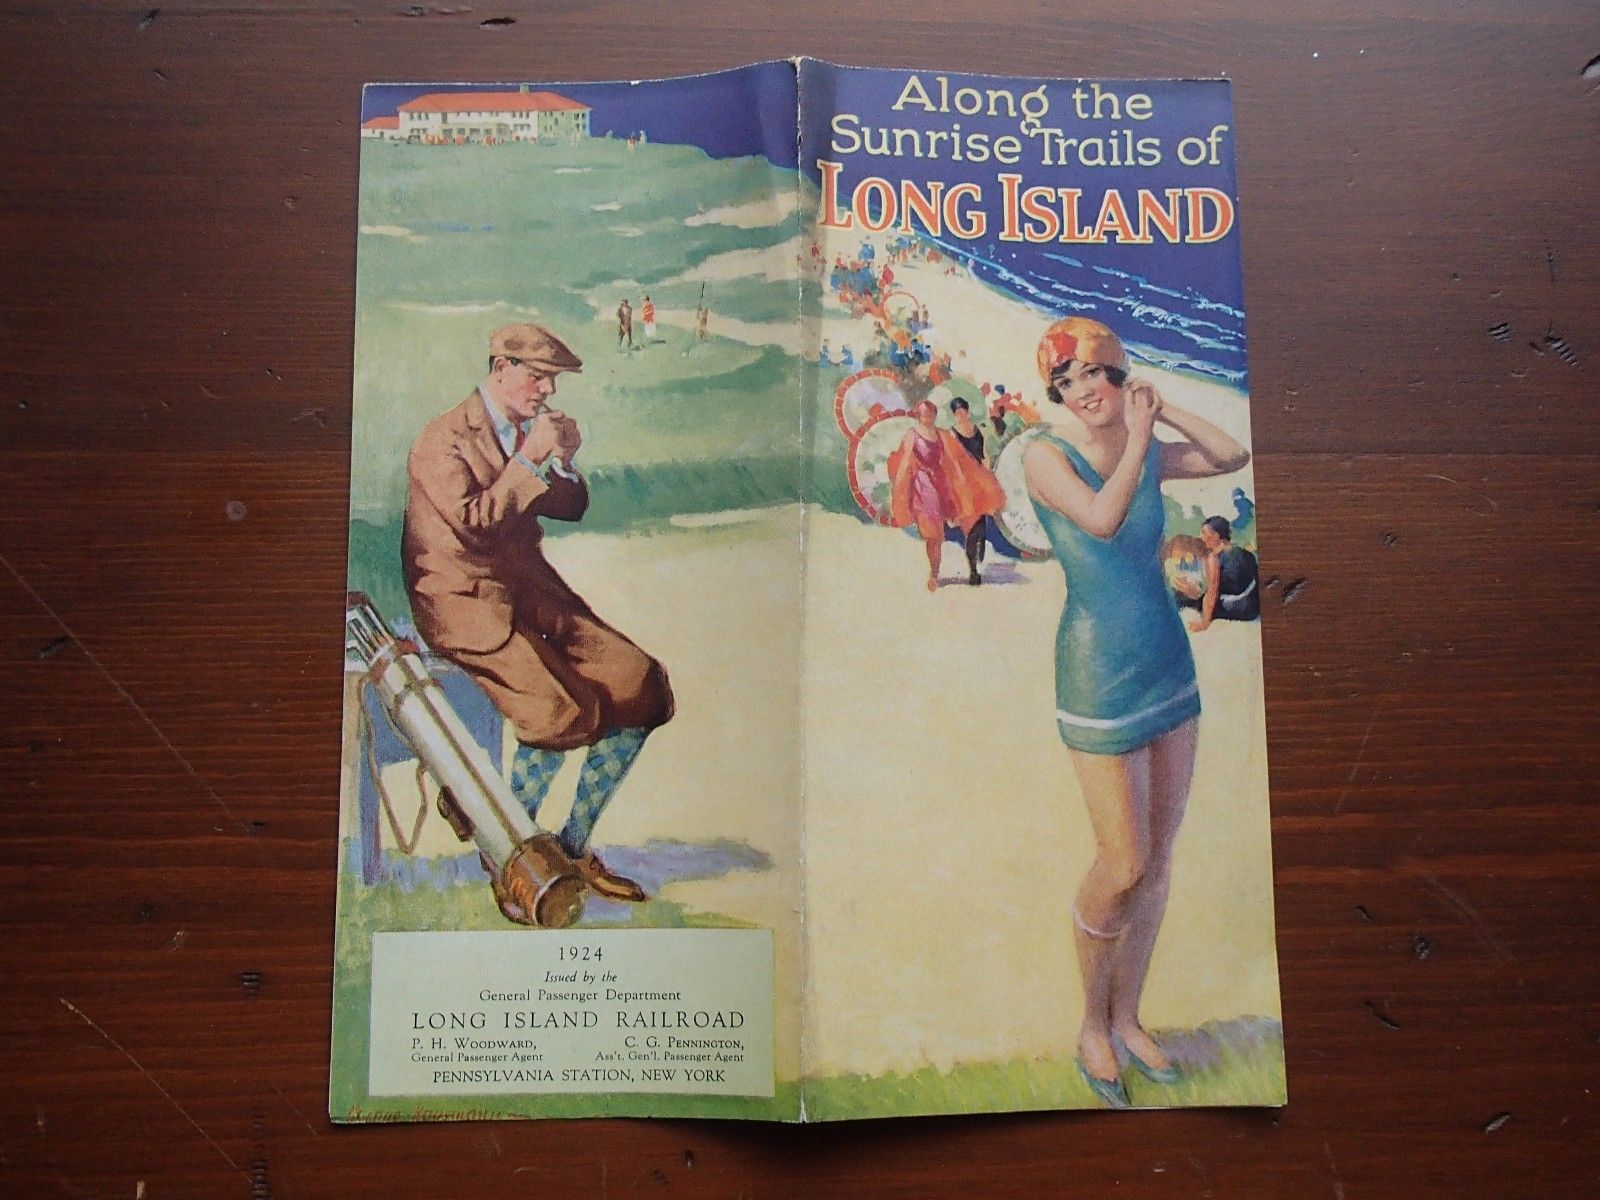 Along the
Sunrise Trails of
LONG ISLAND
1924
Issued by the
General Passenger Department
LONG ISLAND RAILROAD
P. H. WOODWARD, C. G. PENNINGTON,
General Passenger Agent Ass't. Gen'l. Passenger Agent
PENNSYLVANIA STATION, NEW YORK